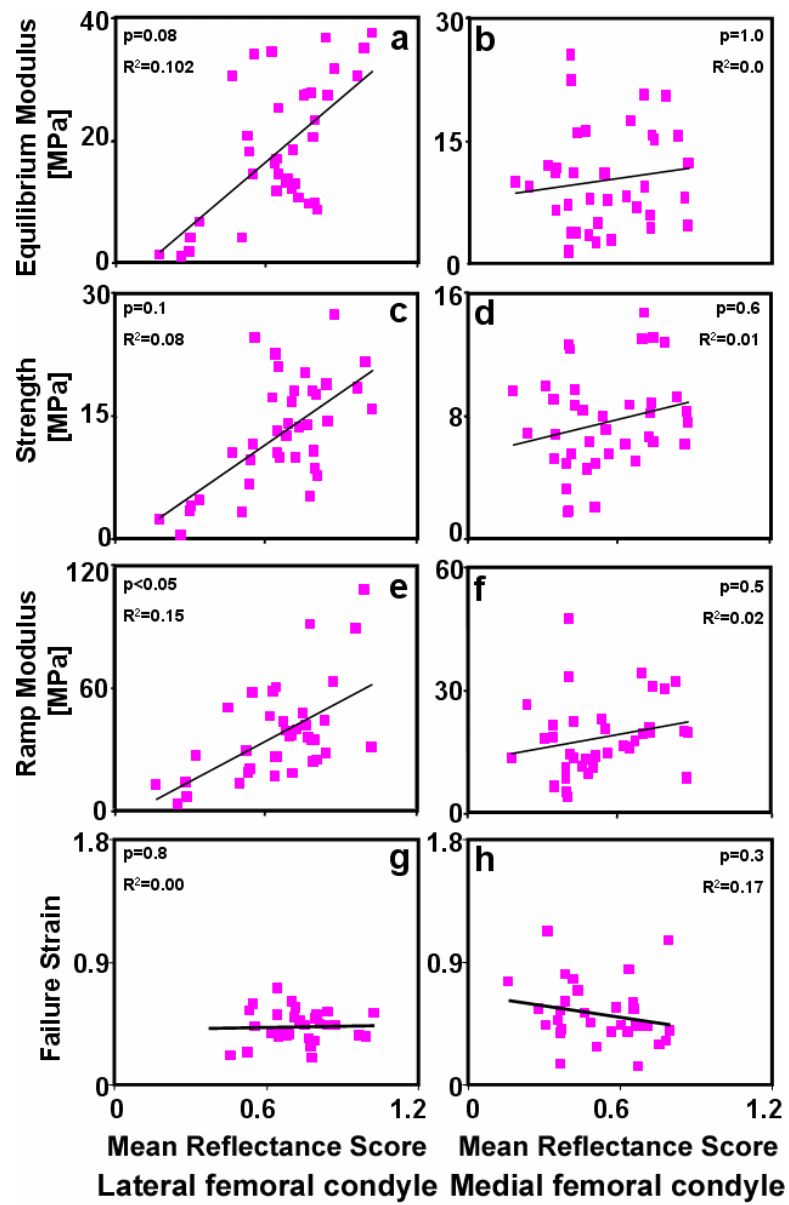 Equilibrium Modulus
[MPa]
40
20
0
p=0.08
R²=0.102
a
30
15
0
b
p=1.0
R²=0.0
Strength
[MPa]
30
15
0
p=0.1
R²=0.08
c
16
8
0
d
p=0.6
R²=0.01
Ramp Modulus
[MPa]
120
60
0
p<0.05
R²=0.15
e
60
30
0
f
p=0.5
R²=0.02
Failure Strain
1.8
0.9
0
p=0.8
R²=0.00
g
1.8
0.9
0
h
p=0.3
R²=0.17
0 0.6 1.2
0 0.6 1.2
Mean Reflectance Score
Mean Reflectance Score
Lateral femoral condyle
Medial femoral condyle